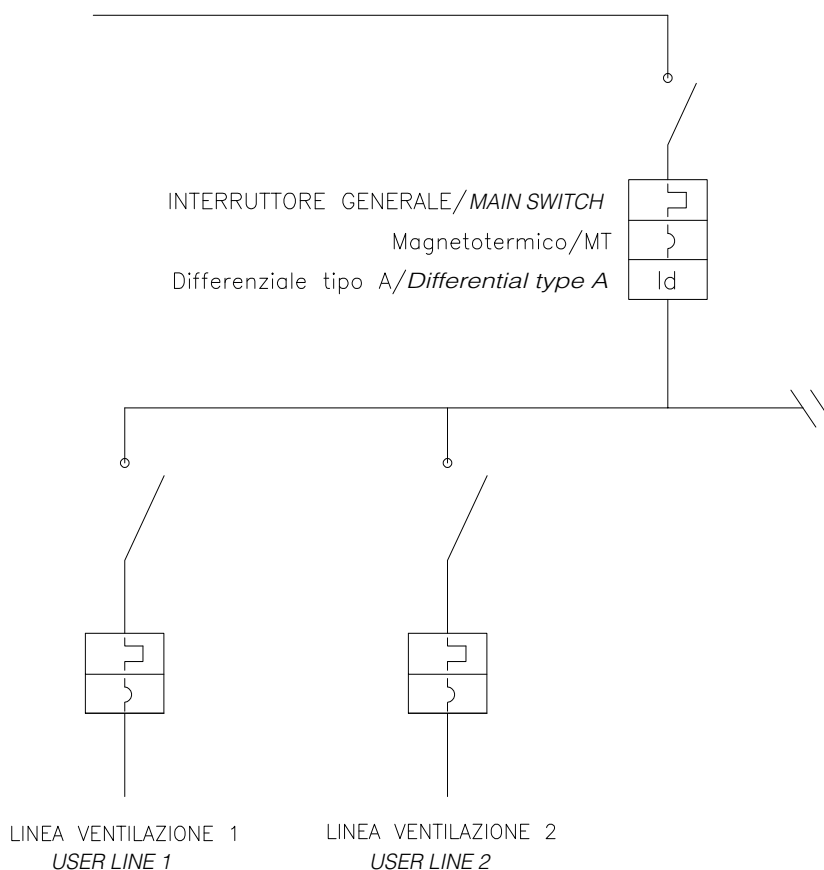 INTERRUTTORE GENERALE/MAIN SWITCH
Magnetotermico/MT
Differenziale tipo A/Differential type A
Id
LINEA VENTILAZIONE 1
USER LINE 1
LINEA VENTILAZIONE 2
USER LINE 2